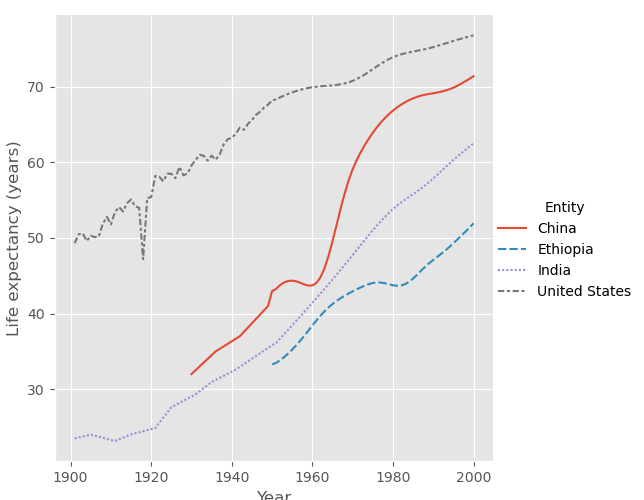 70
60
50
40
30
Life expectancy (years)
1900 1920 1940 1960 1980 2000
Year
Entity
China
Ethiopia
India
United States